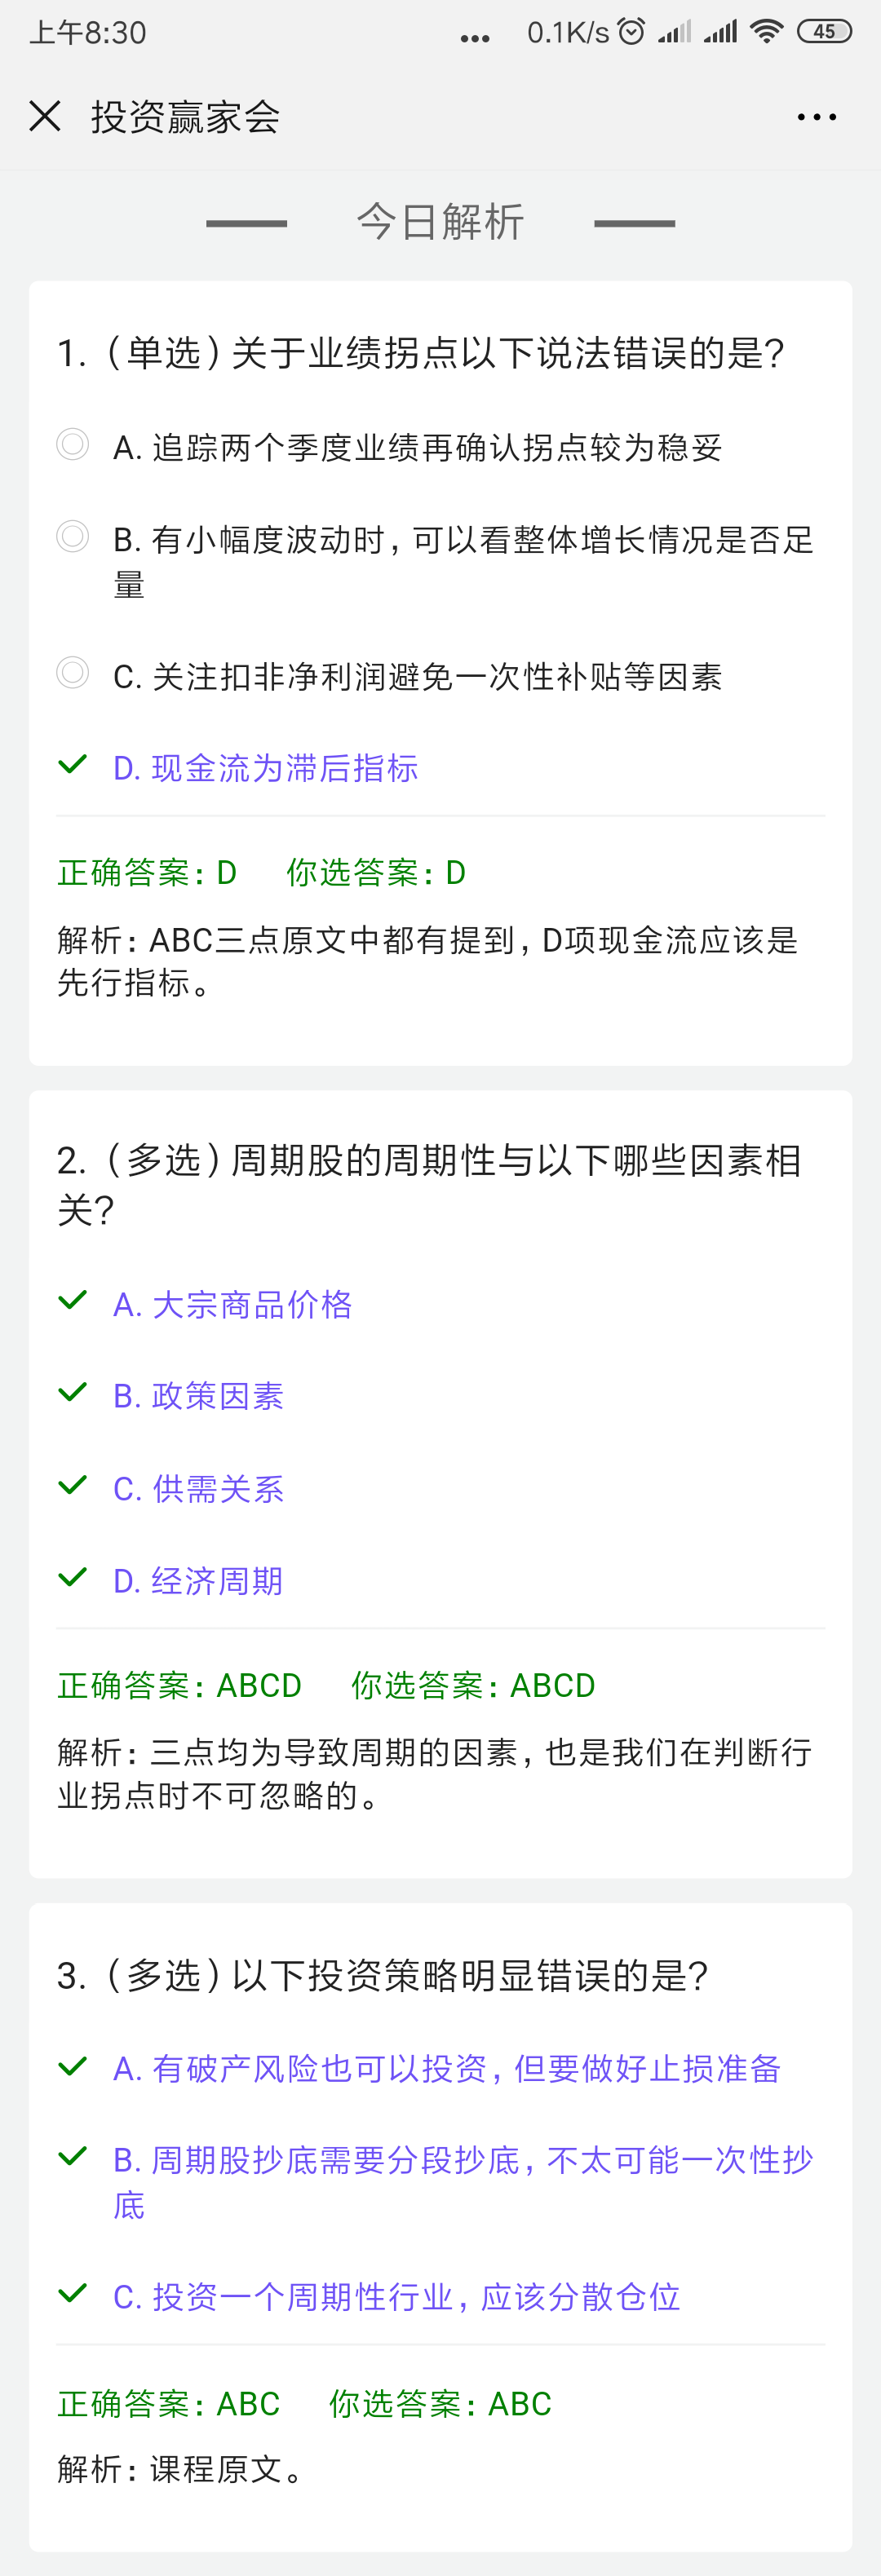 上午8:30
... 0.1K/s 45
投资赢家会 ...
今日解析
1.（单选）关于业绩拐点以下说法错误的是?
A. 追踪两个季度业绩再确认拐点较为稳妥
B. 有小幅度波动时，可以看整体增长情况是否足
量
C. 关注扣非净利润避免一次性补贴等因素
D. 现金流为滞后指标
正确答案：D 你选答案：D
解析：ABC三点原文中都有提到，D项现金流应该是
先行指标。
2.（多选）周期股的周期性与以下哪些因素相
关?
A. 大宗商品价格
B. 政策因素
C. 供需关系
D. 经济周期
正确答案：ABCD 你选答案：ABCD
解析：三点均为导致周期的因素，也是我们在判断行
业拐点时不可忽略的。
3.（多选）以下投资策略明显错误的是?
A. 有破产风险也可以投资，但要做好止损准备
B. 周期股抄底需要分段抄底，不太可能一次性抄
底
C. 投资一个周期性行业，应该分散仓位
正确答案：ABC 你选答案：ABC
解析：课程原文。